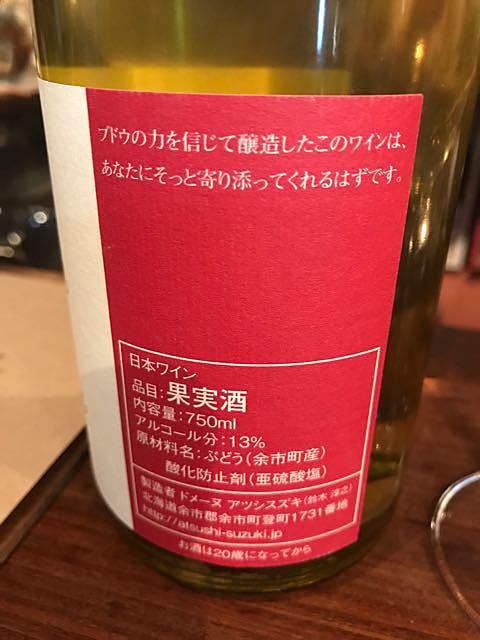 ブドウの力を信じて醸造したこのワインは、
あなたにそっと寄り添ってくれるはずです。
日本ワイン
品目：果実酒
内容量：750ml
アルコール分：13%
原材料名：ぶどう（余市町産）
酸化防止剤（亜硫酸塩）
製造者 ドメーヌ アツシスズキ（鈴木 淳之）
北海道余市郡余市町登町1731番地
http://atsushi-suzuki.jp
お酒は20歳になってから